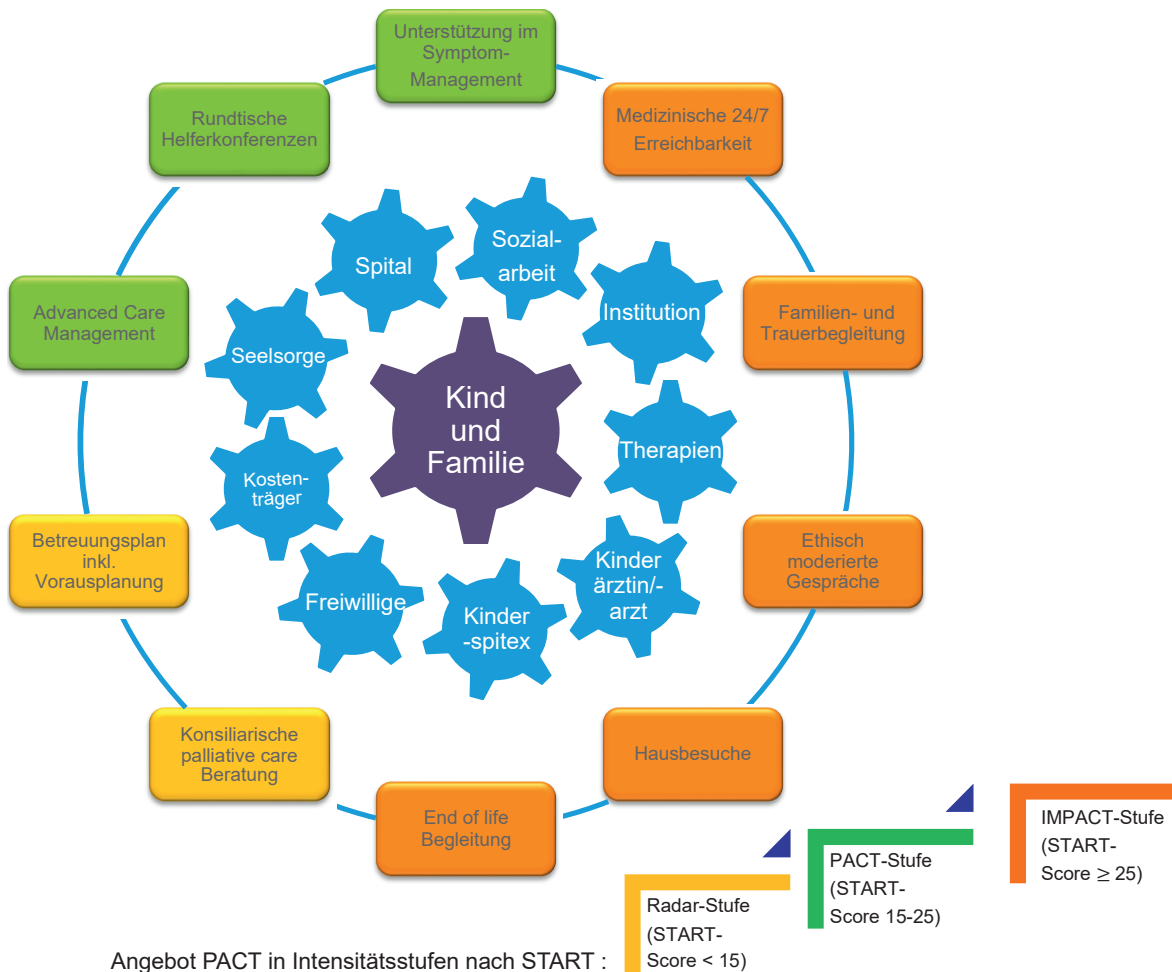 Unterstützung im
Symptom-
Management
Medizinische 24/7
Erreichbarkeit
Familien- und
Trauerbegleitung
Ethisch
moderierte
Gespräche
Hausbesuche
End of life
Begleitung
Konsiliarische
palliative care
Beratung
Betreuungsplan
inkl.
Vorausplanung
Advanced Care
Management
Rundtische
Helferkonferenzen
Spital
Sozial-
arbeit
Institution
Therapien
Kinder
ärztin/-
arzt
Kinder
-spitex
Freiwillige
Kosten-
träger
Seelsorge
Kind
und
Familie
Angebot PACT in Intensitätsstufen nach START :
Radar-Stufe
(START-
Score < 15)
PACT-Stufe
(START-
Score 15-25)
IMPACT-Stufe
(START-
Score ≥ 25)